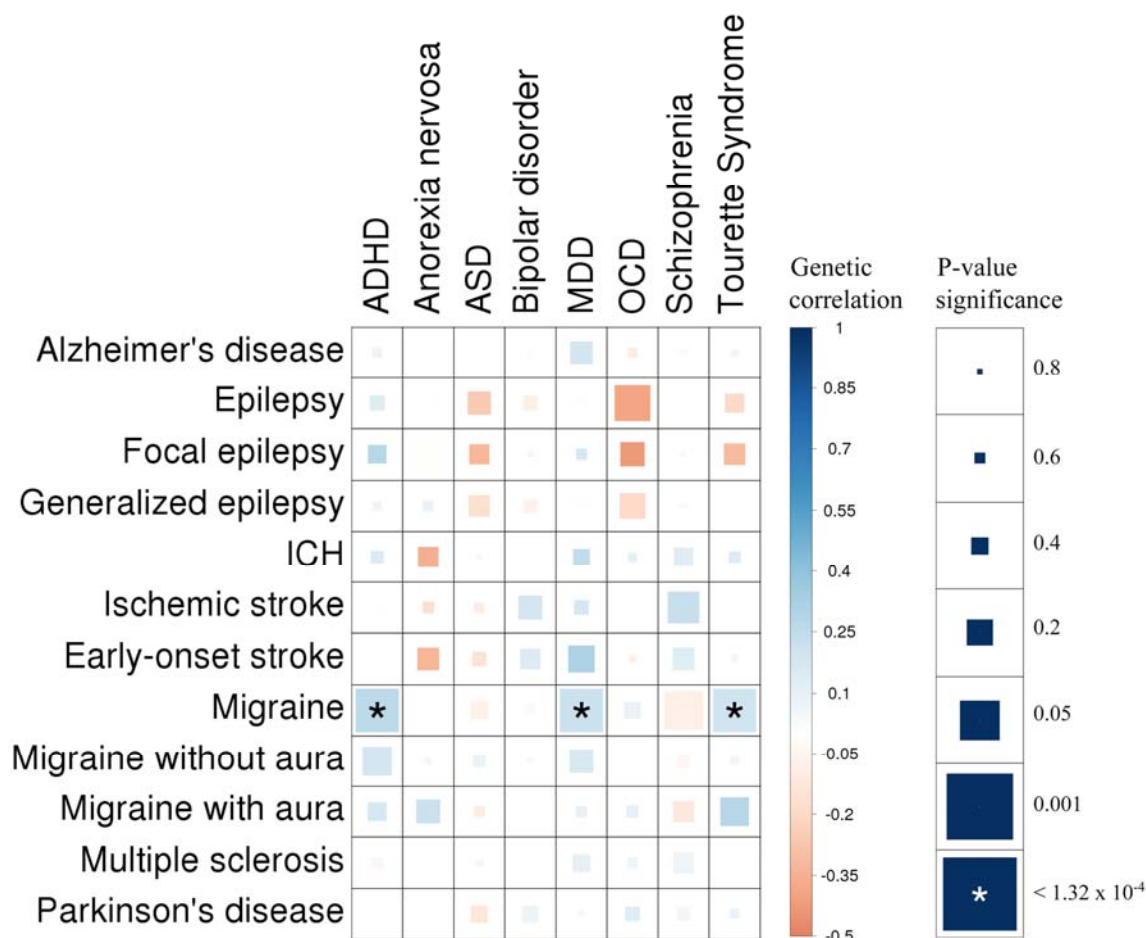 ADHD
Anorexia nervosa
ASD
Bipolar disorder
MDD
OCD
Schizophrenia
Tourette Syndrome
Alzheimer's disease
Epilepsy
Focal epilepsy
Generalized epilepsy
ICH
Ischemic stroke
Early-onset stroke
Migraine
* * *
Migraine without aura
Migraine with aura
Multiple sclerosis
Parkinson's disease
Genetic
correlation
1
0.85
0.7
0.55
0.4
0.25
0.1
-0.05
-0.2
-0.35
-0.5
P-value
significance
0.8
0.6
0.4
0.2
0.05
0.001
* < 1.32 x 10⁻⁴